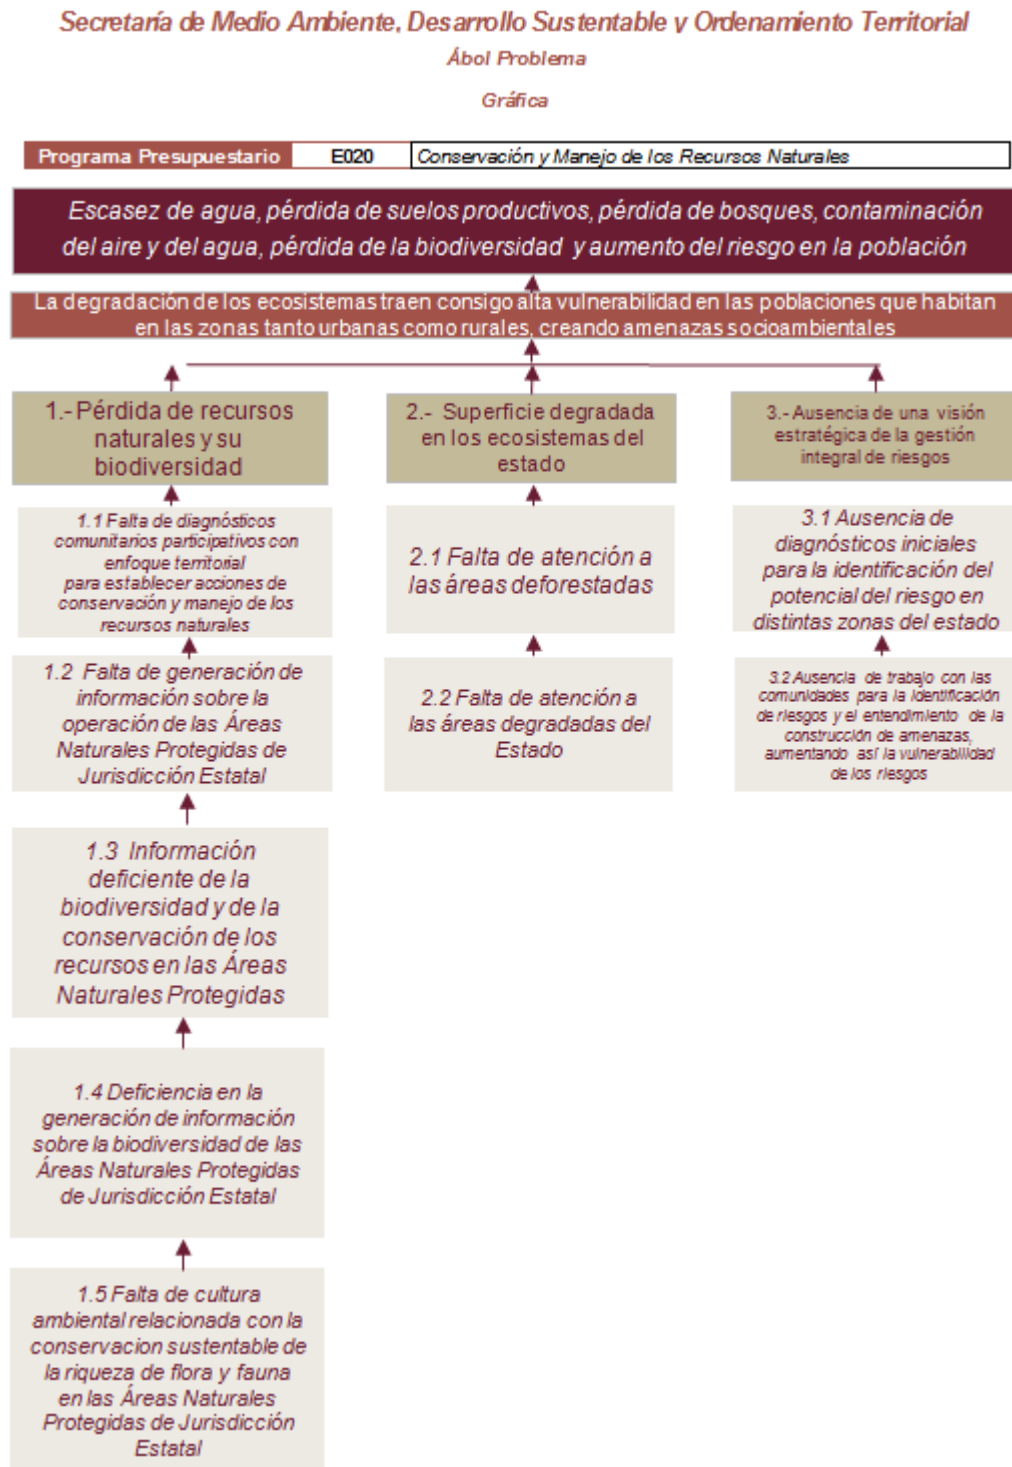 Secretaría de Medio Ambiente, Desarrollo Sustentable y Ordenamiento Territorial
Ábol Problema
Gráfica
Programa Presupuestario E020 Conservación y Manejo de los Recursos Naturales
Escasez de agua, pérdida de suelos productivos, pérdida de bosques, contaminación
del aire y del agua, pérdida de la biodiversidad y aumento del riesgo en la población
La degradación de los ecosistemas traen consigo alta vulnerabilidad en las poblaciones que habitan
en las zonas tanto urbanas como rurales, creando amenazas socioambientales
1.- Pérdida de recursos
naturales y su
biodiversidad
2.- Superficie degradada
en los ecosistemas del
estado
3.- Ausencia de una visión
estratégica de la gestión
integral de riesgos
1.1 Falta de diagnósticos
comunitarios participativos con
enfoque territorial
para establecer acciones de
conservación y manejo de los
recursos naturales
2.1 Falta de atención a
las áreas deforestadas
3.1 Ausencia de
diagnósticos iniciales
para la identificación del
potencial del riesgo en
distintas zonas del estado
1.2 Falta de generación de
información sobre la
operación de las Áreas
Naturales Protegidas de
Jurisdicción Estatal
2.2 Falta de atención a
las áreas degradadas del
Estado
3.2 Ausencia de trabajo con las
comunidades para la identificación
de riesgos y el entendimiento de la
construcción de amenazas,
aumentando así la vulnerabilidad
de los riesgos
1.3 Información
deficiente de la
biodiversidad y de la
conservación de los
recursos en las Áreas
Naturales Protegidas
1.4 Deficiencia en la
generación de información
sobre la biodiversidad de las
Áreas Naturales Protegidas
de Jurisdicción Estatal
1.5 Falta de cultura
ambiental relacionada con la
conservacion sustentable de
la riqueza de flora y fauna
en las Áreas Naturales
Protegidas de Jurisdicción
Estatal